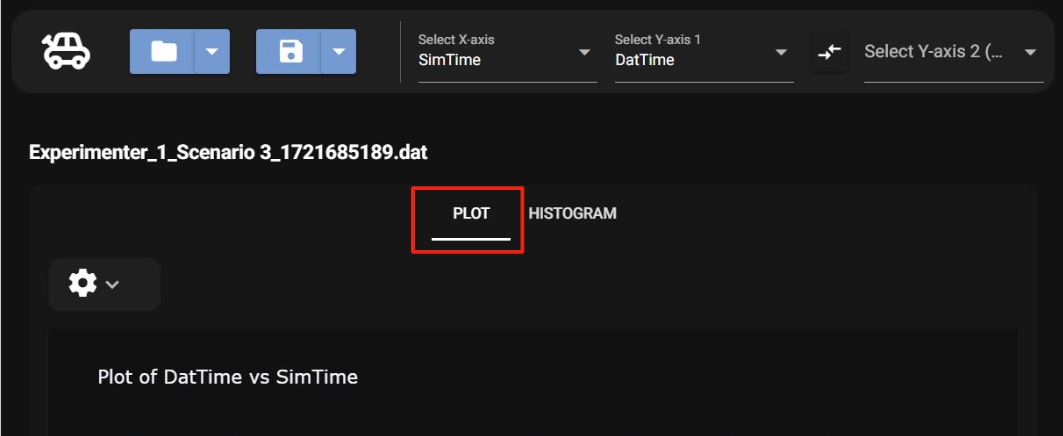 Select X-axis
SimTime
Select Y-axis 1
DatTime
Select Y-axis 2 (...
Experimenter_1_Scenario 3_1721685189.dat
PLOT
HISTOGRAM
Plot of DatTime vs SimTime